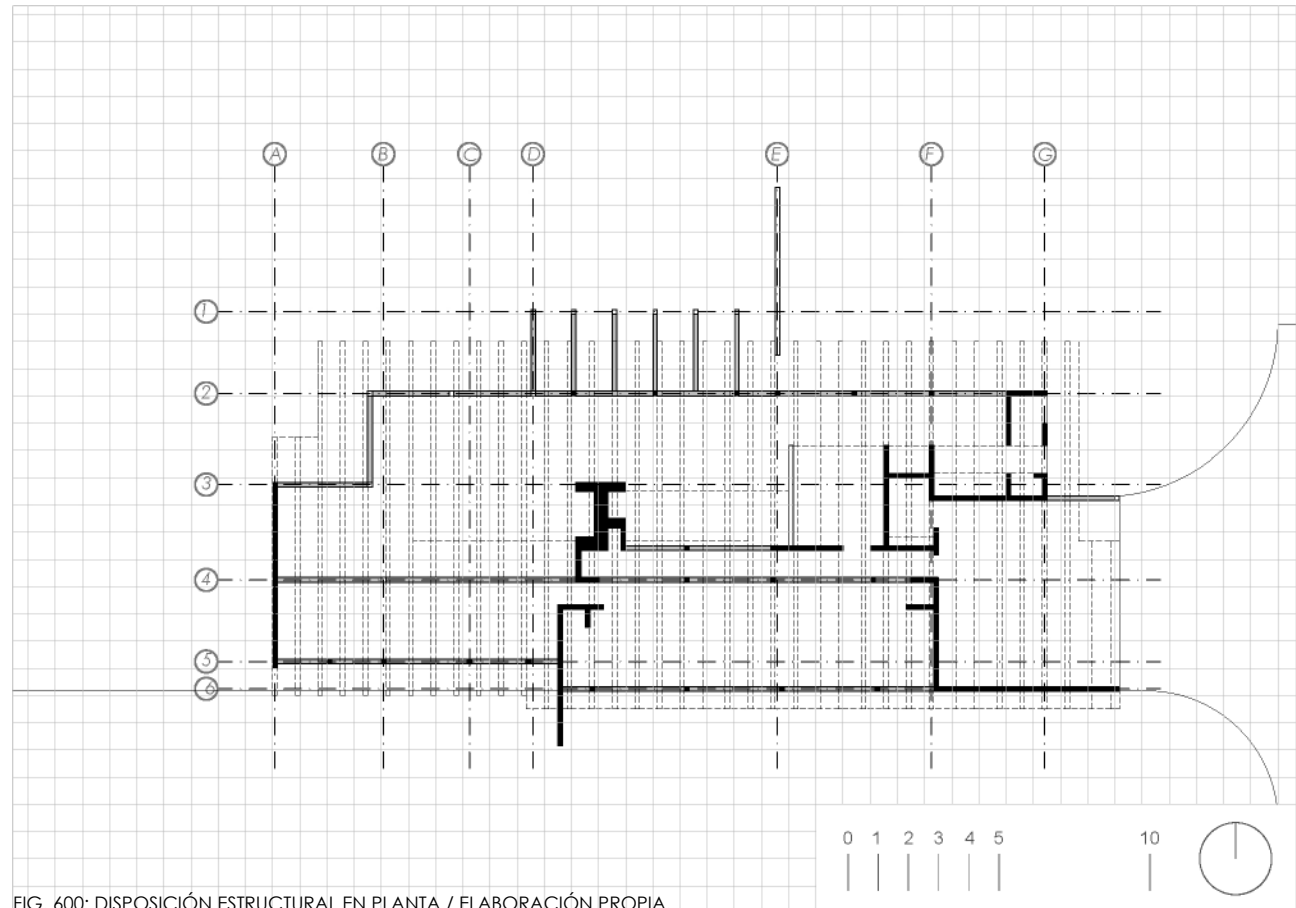 A B C D E F G
1
2
3
4
5
6
0 1 2 3 4 5 10
FIG. 600: DISPOSICIÓN ESTRUCTURAL EN PLANTA / ELABORACIÓN PROPIA